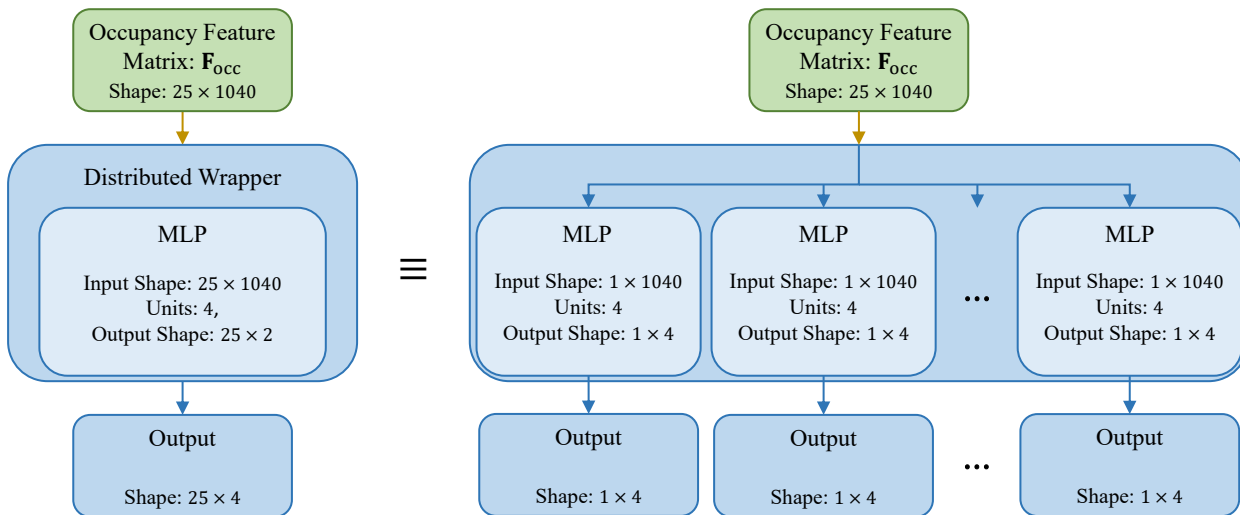 Occupancy Feature
Matrix: F_occ
Shape: 25 × 1040
Distributed Wrapper
MLP
Input Shape: 25 × 1040
Units: 4,
Output Shape: 25 × 2
Output
Shape: 25 × 4
≡
Occupancy Feature
Matrix: F_occ
Shape: 25 × 1040
MLP
Input Shape: 1 × 1040
Units: 4
Output Shape: 1 × 4
MLP
Input Shape: 1 × 1040
Units: 4
Output Shape: 1 × 4
...
MLP
Input Shape: 1 × 1040
Units: 4
Output Shape: 1 × 4
Output
Shape: 1 × 4
Output
Shape: 1 × 4
...
Output
Shape: 1 × 4